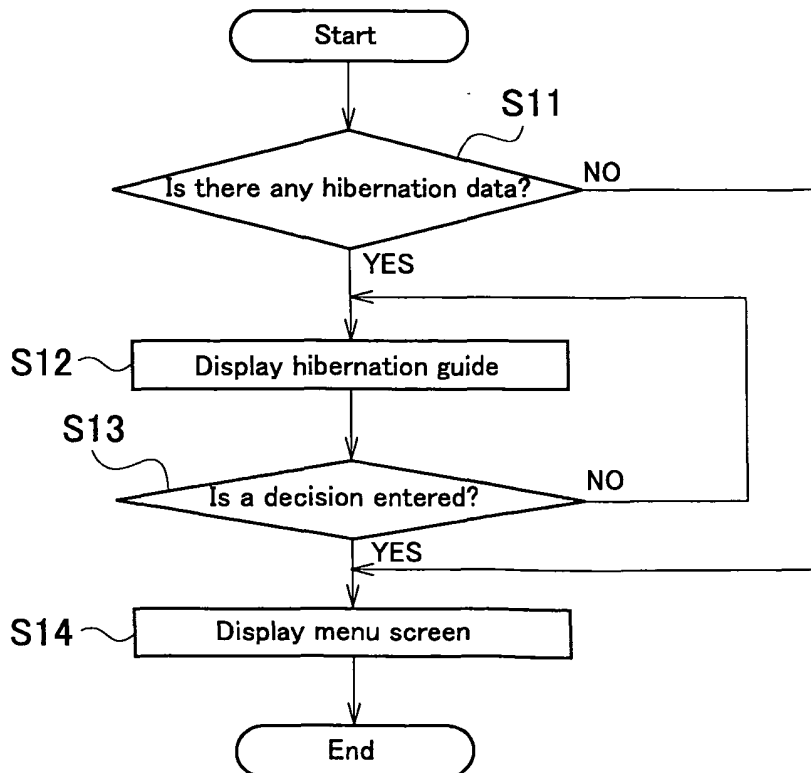 Start
S11
Is there any hibernation data?
NO
YES
S12
Display hibernation guide
S13
Is a decision entered?
NO
YES
S14
Display menu screen
End